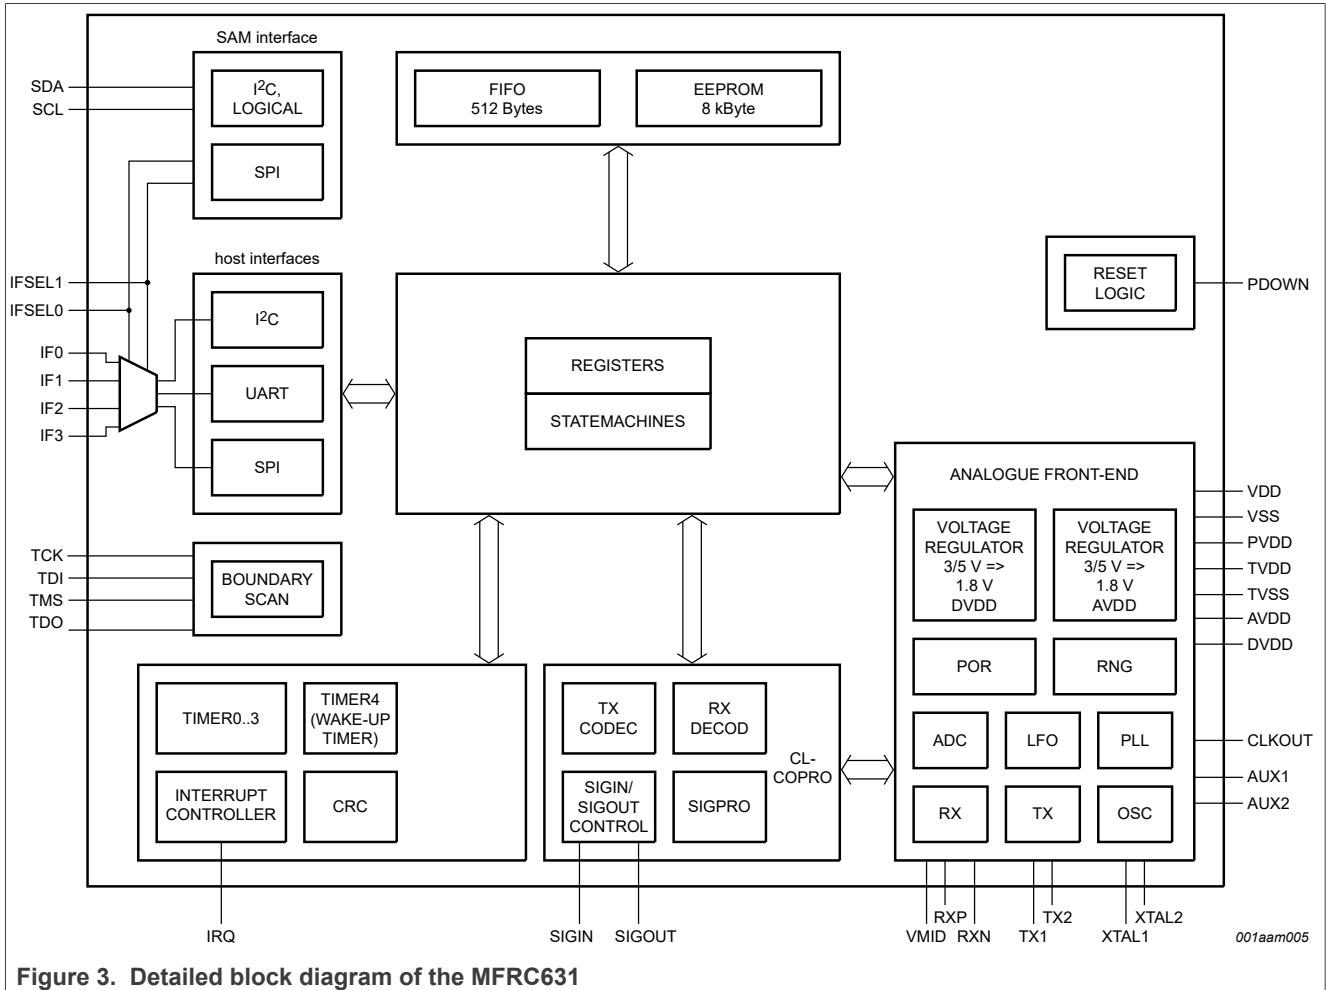 SAM interface
SDA
SCL
I2C,
LOGICAL
SPI
FIFO
512 Bytes
EEPROM
8 kByte
IFSEL1
IFSEL0
IF0
IF1
IF2
IF3
host interfaces
I2C
UART
SPI
REGISTERS
STATEMACHINES
RESET
LOGIC
PDOWN
TCK
TDI
TMS
TDO
BOUNDARY
SCAN
ANALOGUE FRONT-END
VOLTAGE
REGULATOR
3/5 V =>
1.8 V
DVDD
VOLTAGE
REGULATOR
3/5 V =>
1.8 V
AVDD
POR
RNG
ADC
LFO
PLL
RX
TX
OSC
VDD
VSS
PVDD
TVDD
TVSS
AVDD
DVDD
CLKOUT
AUX1
AUX2
TIMER0..3
TIMER4
(WAKE-UP
TIMER)
INTERRUPT
CONTROLLER
CRC
TX
CODEC
RX
DECOD
SIGIN/
SIGOUT
CONTROL
SIGPRO
CL-
COPRO
IRQ
SIGIN
SIGOUT
VMID
RXP
RXN
TX1
TX2
XTAL1
XTAL2
001aam005
Figure 3. Detailed block diagram of the MFRC631